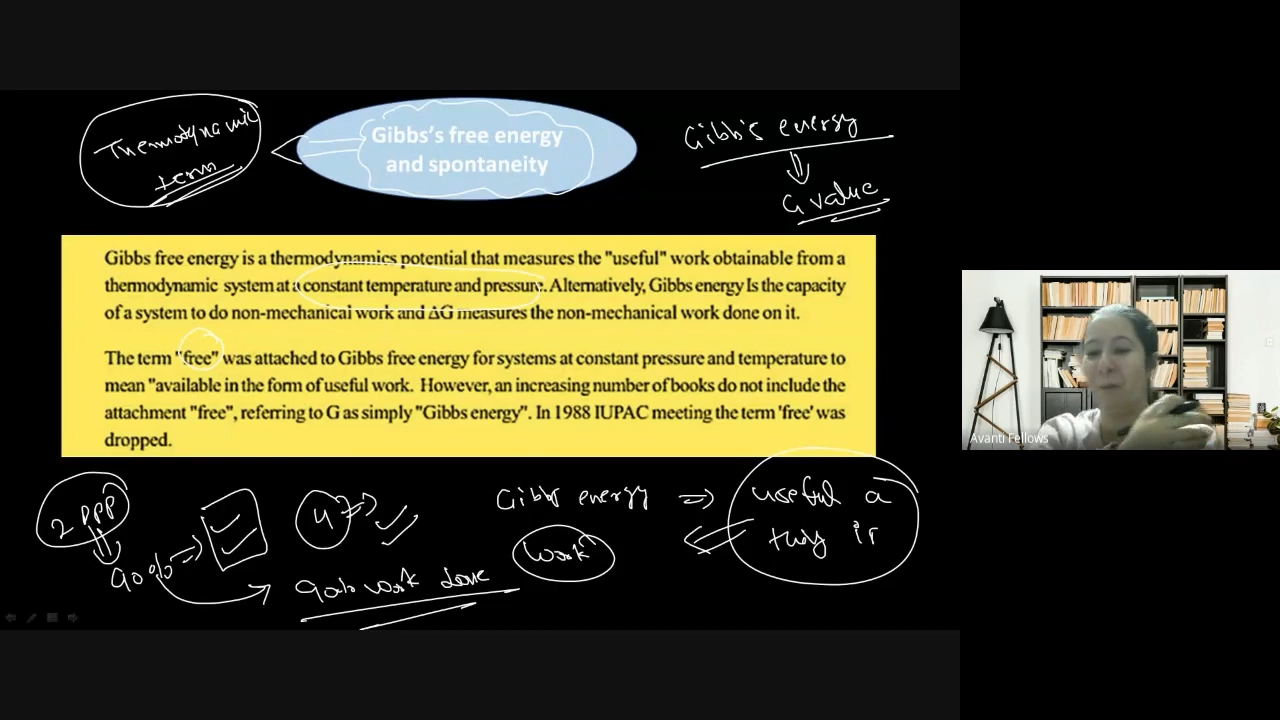 Thermodynamic
term
Gibbs's free energy
and spontaneity
Gibb's energy
G value
Gibbs free energy is a thermodynamics potential that measures the "useful" work obtainable from a
thermodynamic system at a constant temperature and pressure. Alternatively, Gibbs energy Is the capacity
of a system to do non-mechanical work and ΔG measures the non-mechanical work done on it.
The term "free" was attached to Gibbs free energy for systems at constant pressure and temperature to
mean "available in the form of useful work. However, an increasing number of books do not include the
attachment "free", referring to G as simply "Gibbs energy". In 1988 IUPAC meeting the term 'free' was
dropped.
Avanti Fellows
2 PPP
90%
4
90% work done
Gibbs energy
work
useful a